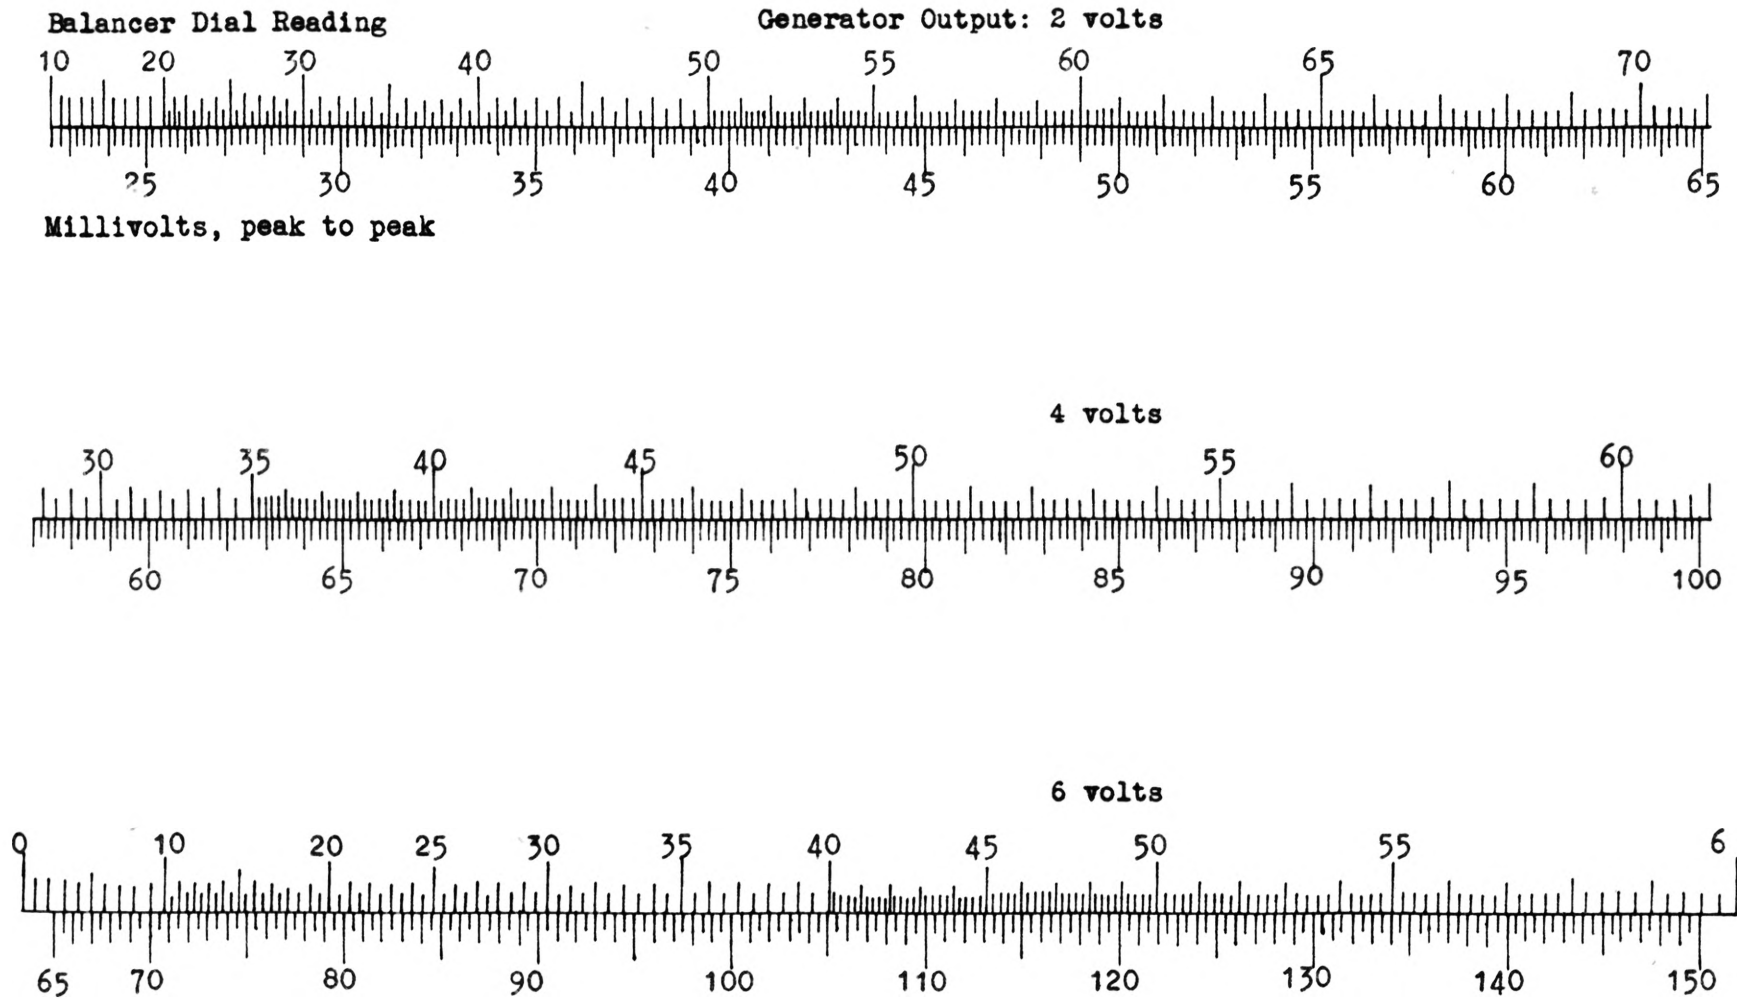 Balancer Dial Reading Generator Output: 2 volts
10 20 30 40 50 55 60 65 70
25 30 35 40 45 50 55 60 65
Millivolts, peak to peak
4 volts
30 35 40 45 50 55 60
60 65 70 75 80 85 90 95 100
6 volts
0 10 20 25 30 35 40 45 50 55 6
65 70 80 90 100 110 120 130 140 150